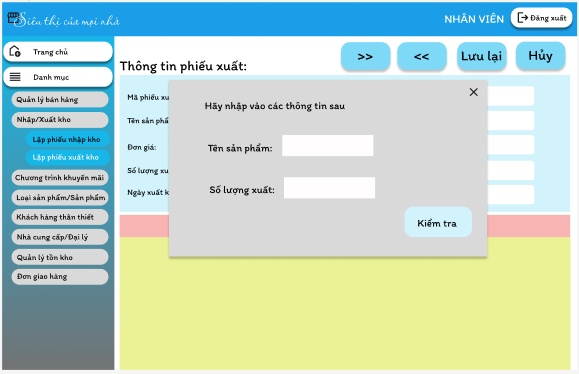 Siêu thị của mọi nhà
NHÂN VIÊN
Đăng xuất
Trang chủ
Danh mục
Quản lý bán hàng
Nhập/Xuất kho
Lập phiếu nhập kho
Lập phiếu xuất kho
Chương trình khuyến mãi
Loại sản phẩm/Sản phẩm
Khách hàng thân thiết
Nhà cung cấp/Đại lý
Quản lý tồn kho
Đơn giao hàng
Thông tin phiếu xuất:
>>
<<
Lưu lại
Hủy
Mã phiếu xu
Tên sản phẩ
Đơn giá:
Số lượng xu
Ngày xuất k
Hãy nhập vào các thông tin sau
Tên sản phẩm:
Số lượng xuất:
Kiểm tra